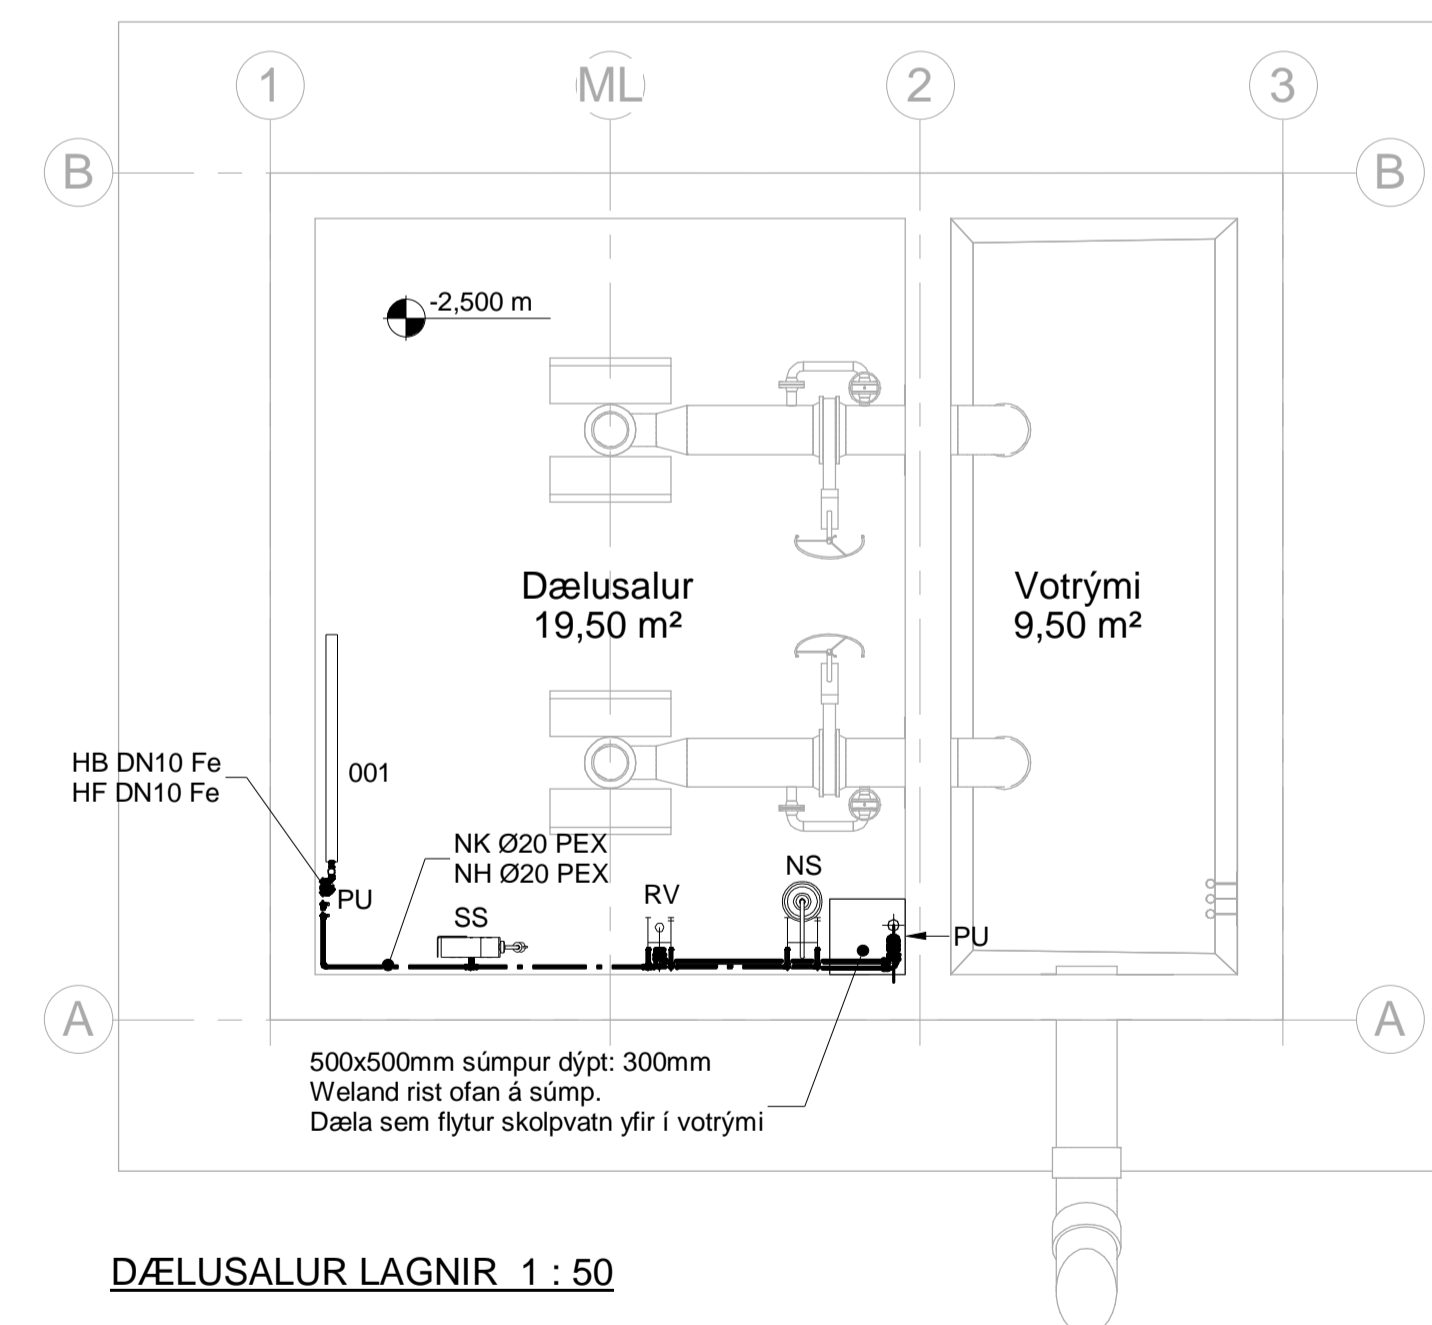 1
ML
2
3
B
B
-2,500 m
Dælusalur
19,50 m²
Votrými
9,50 m²
HB DN10 Fe
HF DN10 Fe
001
NK Ø20 PEX
NH Ø20 PEX
PU
SS
RV
NS
PU
A
A
500x500mm súmpur dýpt: 300mm
Weland rist ofan á súmp.
Dæla sem flytur skolpvatn yfir í votrými
DÆLUSALUR LAGNIR 1 : 50